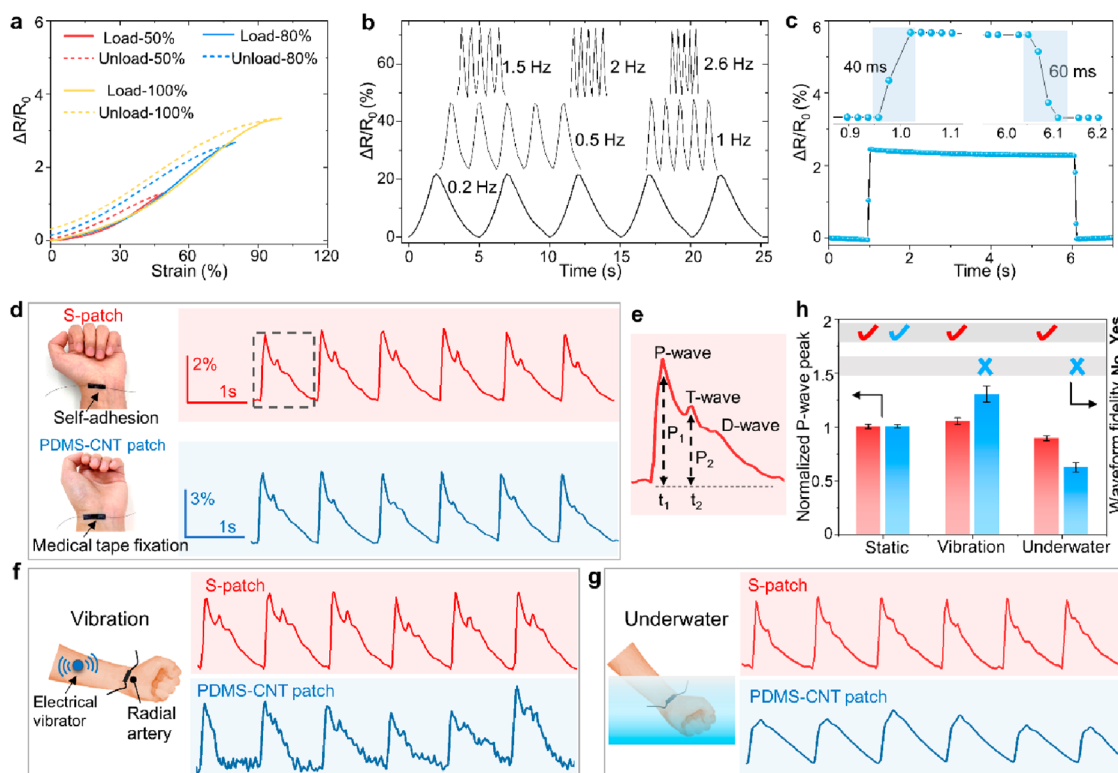 a
ΔR/R0
6
4
2
0
Load-50%
Unload-50%
Load-80%
Unload-80%
Load-100%
Unload-100%
0 30 60 90 120
Strain (%)
b
ΔR/R0 (%)
60
40
20
0
1.5 Hz
2 Hz
2.6 Hz
0.5 Hz
1 Hz
0.2 Hz
0 5 10 15 20 25
Time (s)
c
ΔR/R0 (%)
6
4
2
0
40 ms
60 ms
0.9 1.0 1.1
6.0 6.1 6.2
0 2 4 6
Time (s)
d
S-patch
Self-adhesion
2%
1s
PDMS-CNT patch
Medical tape fixation
3%
1s
e
P-wave
T-wave
D-wave
P1
P2
t1
t2
h
Normalized P-wave peak
2
1.5
1
0.5
0
Static
Vibration
Underwater
Waveform fidelity
No
Yes
f
Vibration
Electrical
vibrator
Radial
artery
S-patch
PDMS-CNT patch
g
Underwater
S-patch
PDMS-CNT patch